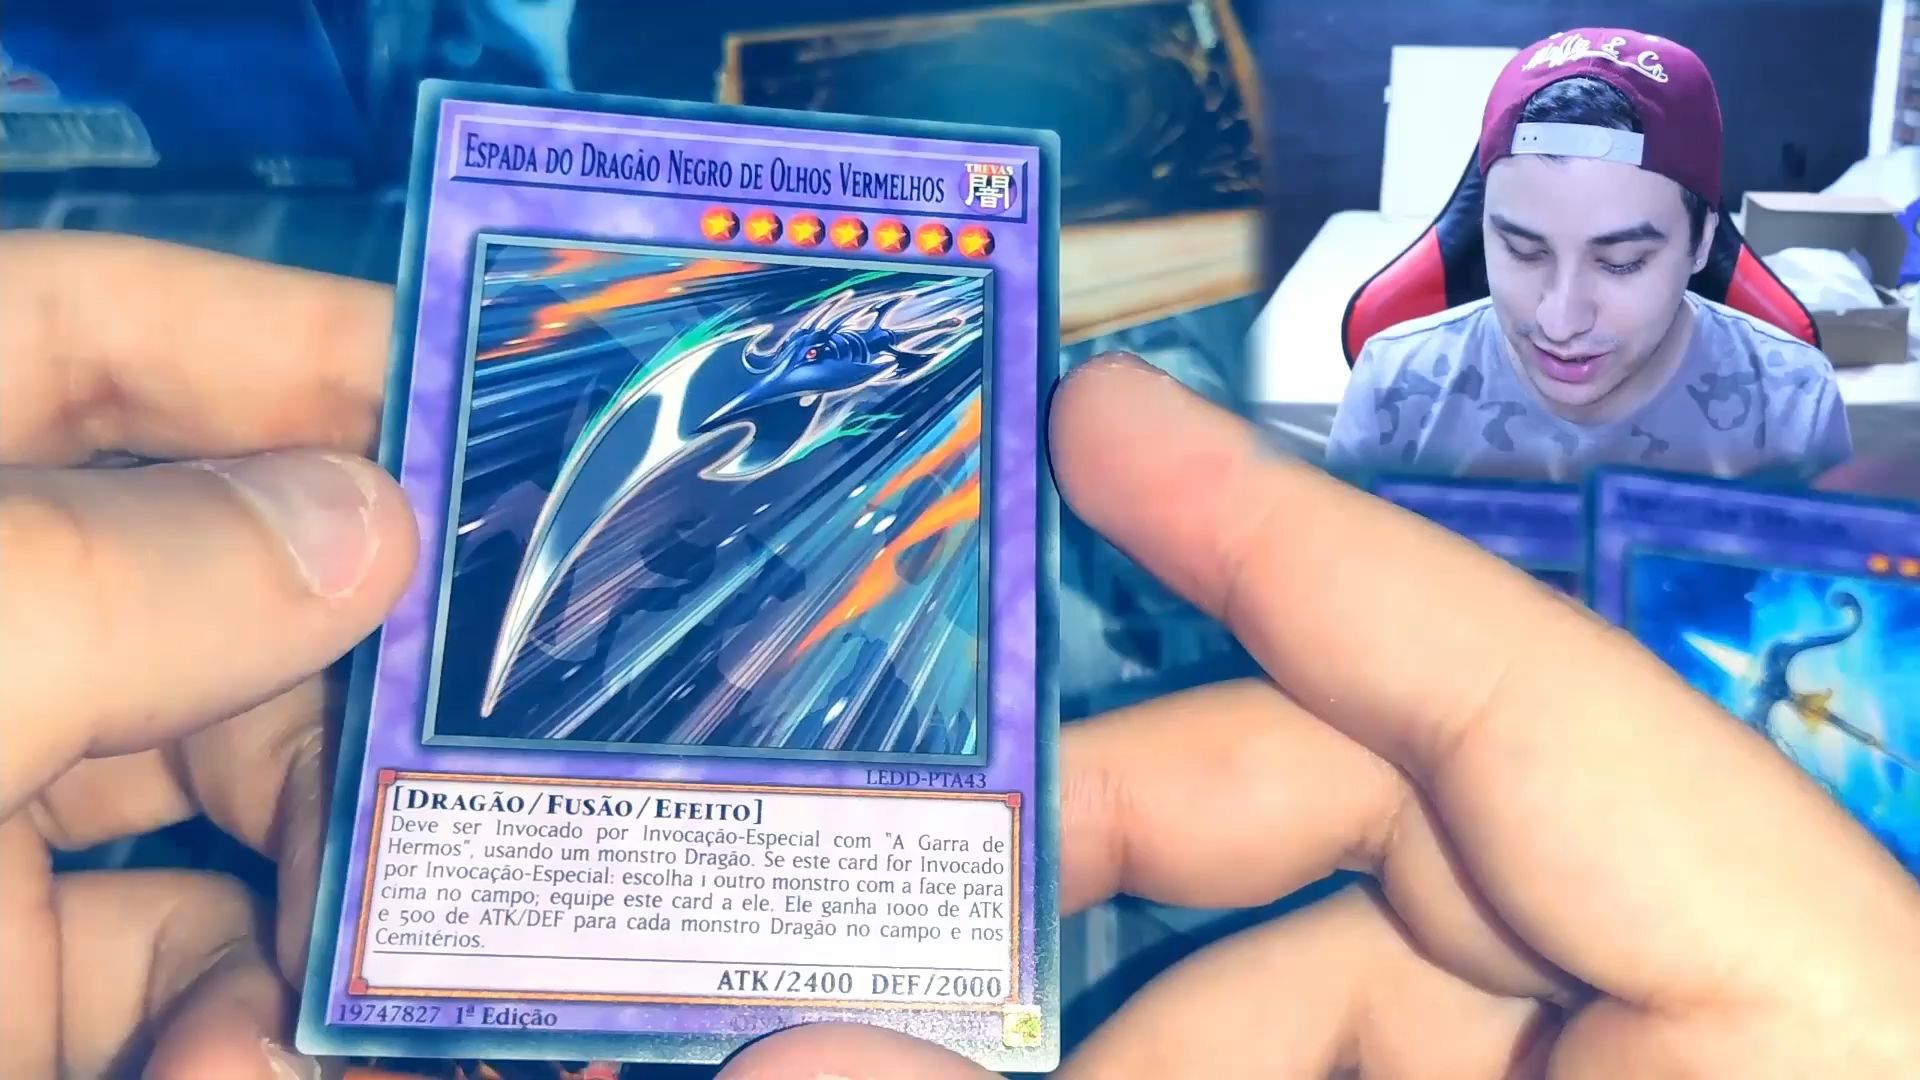 ESPADA DO DRAGÃO NEGRO DE OLHOS VERMELHOS
TREVAS
闇
LEDD-PTA43
[DRAGÃO/FUSÃO/EFEITO]
Deve ser Invocado por Invocação-Especial com "A Garra de
Hermos", usando um monstro Dragão. Se este card for Invocado
por Invocação-Especial: escolha 1 outro monstro com a face para
cima no campo; equipe este card a ele. Ele ganha 1000 de ATK
e 500 de ATK/DEF para cada monstro Dragão no campo e nos
Cemitérios.
ATK/2400 DEF/2000
19747827 1ª Edição
& Co